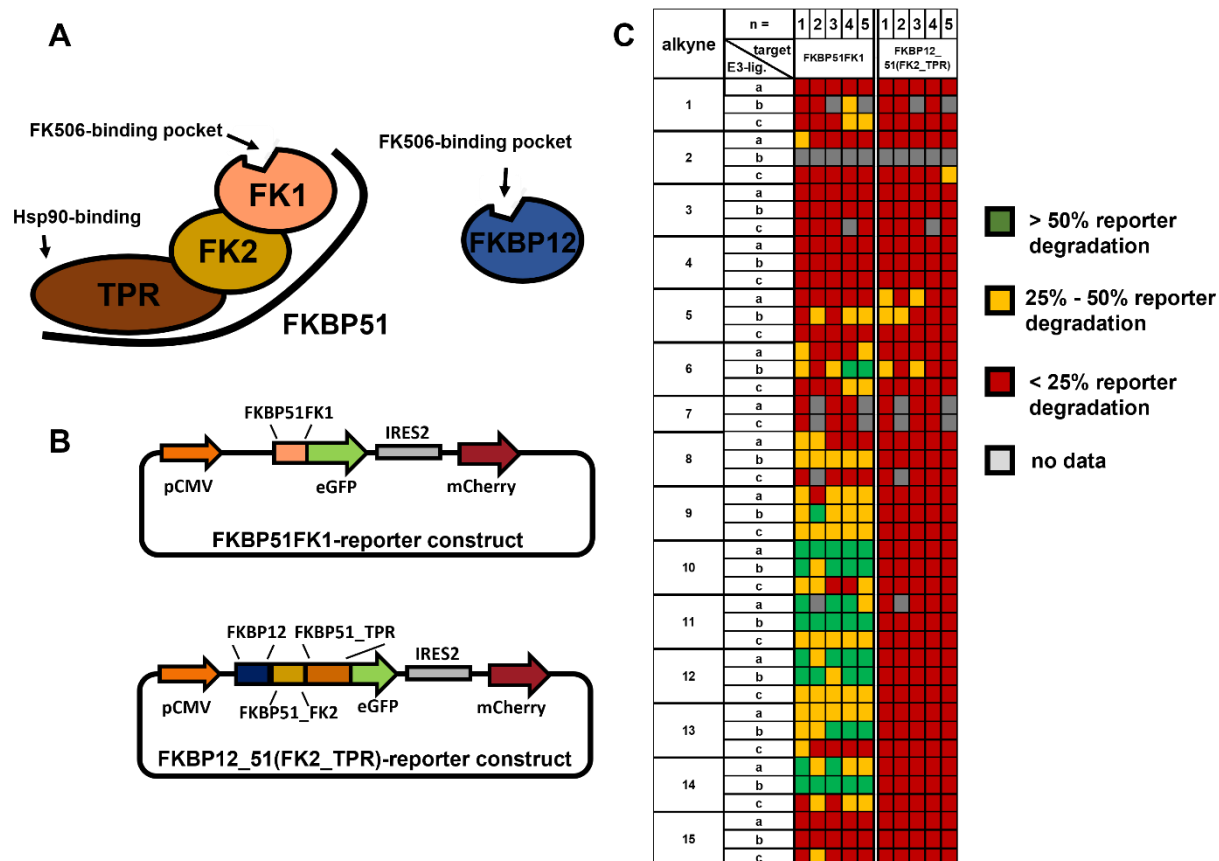 A
FK506-binding pocket
FK1
Hsp90-binding
FK2
TPR
FKBP51
FK506-binding pocket
FKBP12
B
FKBP51FK1
IRES2
pCMV
eGFP
mCherry
FKBP51FK1-reporter construct
FKBP12
FKBP51_TPR
IRES2
pCMV
FKBP51_FK2
eGFP
mCherry
FKBP12_51(FK2_TPR)-reporter construct
C
alkyne
n =
1 2 3 4 5
1 2 3 4 5
target
E3-lig.
FKBP51FK1
FKBP12_
51(FK2_TPR)
1
a
b
c
2
a
b
c
3
a
b
c
4
a
b
c
5
a
b
c
6
a
b
c
7
a
c
8
a
b
c
9
a
b
c
10
a
b
c
11
a
b
c
12
a
b
c
13
a
b
c
14
a
b
c
15
a
b
c
> 50% reporter
degradation
25% - 50% reporter
degradation
< 25% reporter
degradation
no data